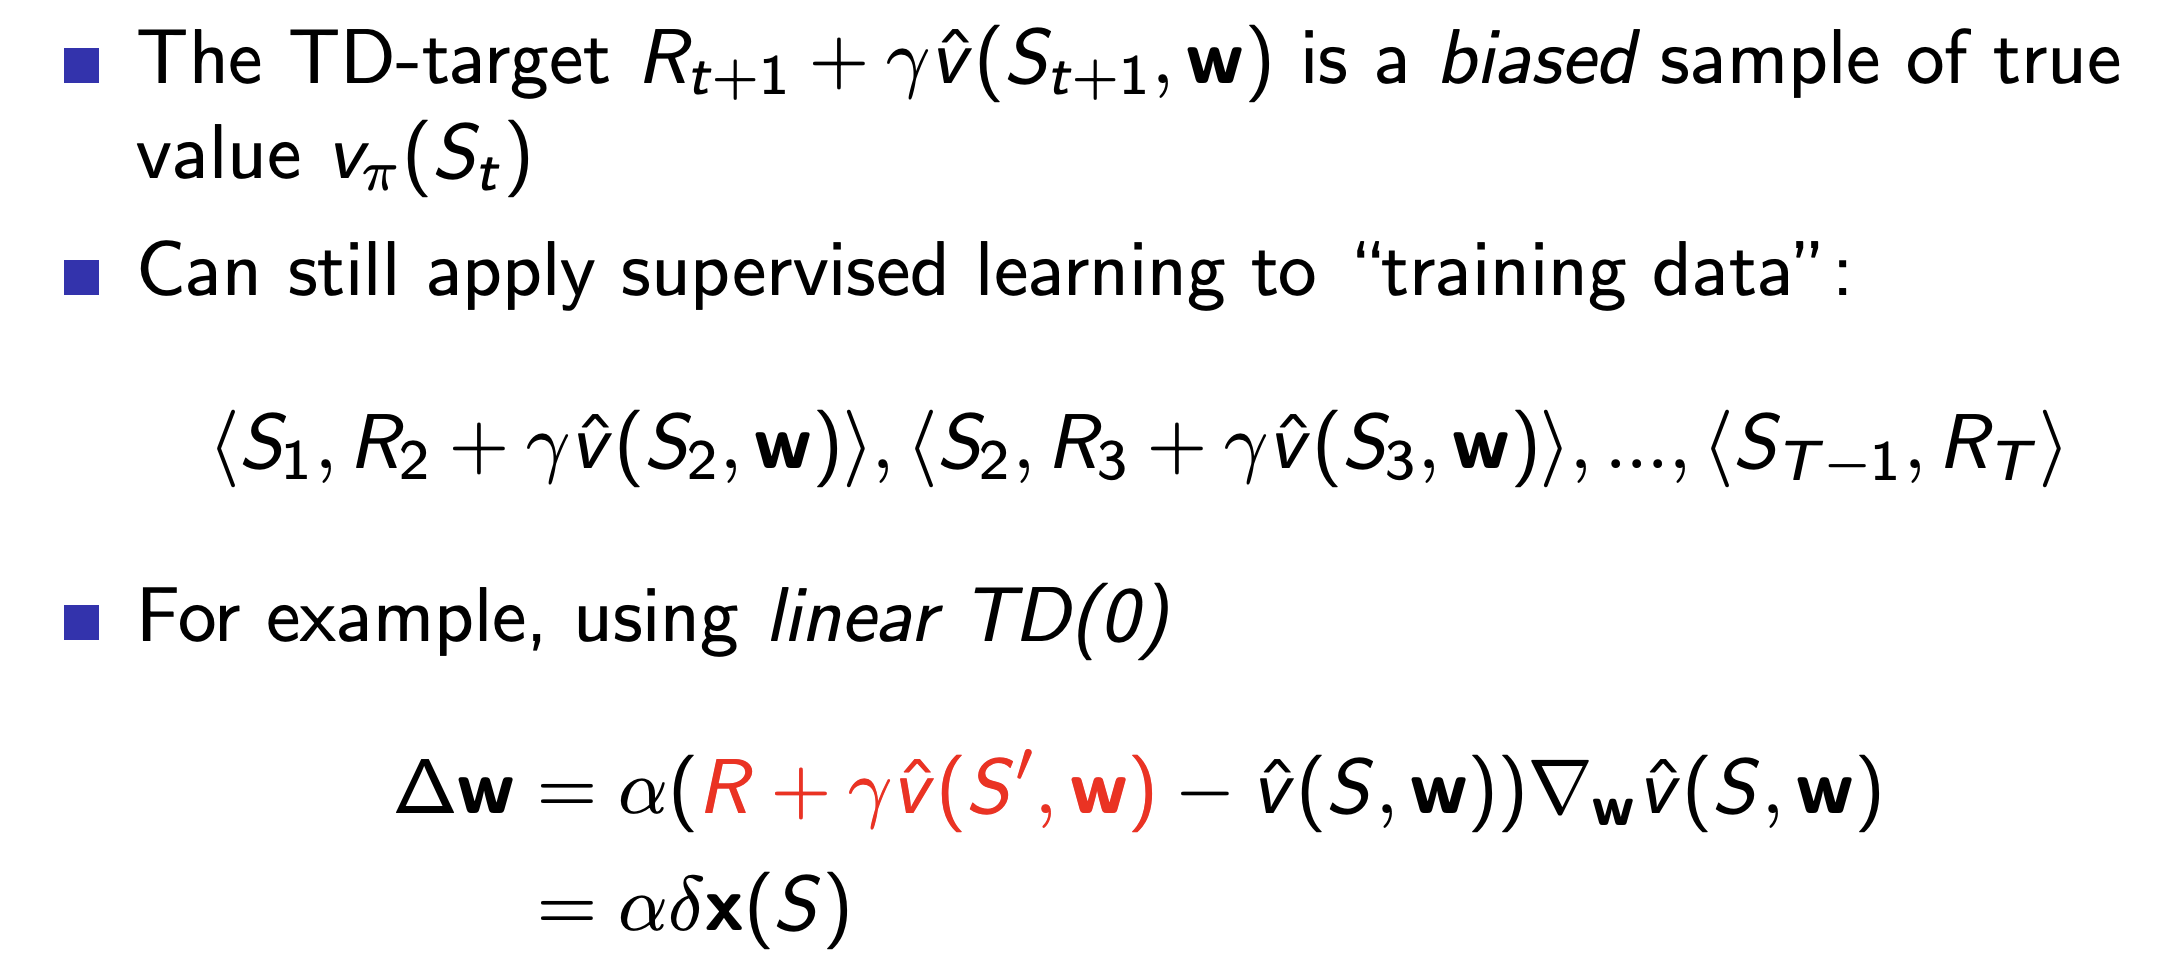 The TD-target $R_{t+1} + \gamma \hat{v}(S_{t+1}, \mathbf{w})$ is a biased sample of true
value $v_\pi(S_t)$
Can still apply supervised learning to “training data”:
$\langle S_1, R_2 + \gamma \hat{v}(S_2, \mathbf{w}) \rangle, \langle S_2, R_3 + \gamma \hat{v}(S_3, \mathbf{w}) \rangle, ..., \langle S_{T-1}, R_T \rangle$
For example, using linear TD(0)
$\Delta \mathbf{w} = \alpha (R + \gamma \hat{v}(S', \mathbf{w}) - \hat{v}(S, \mathbf{w})) \nabla_{\mathbf{w}} \hat{v}(S, \mathbf{w})$
$= \alpha \delta \mathbf{x}(S)$